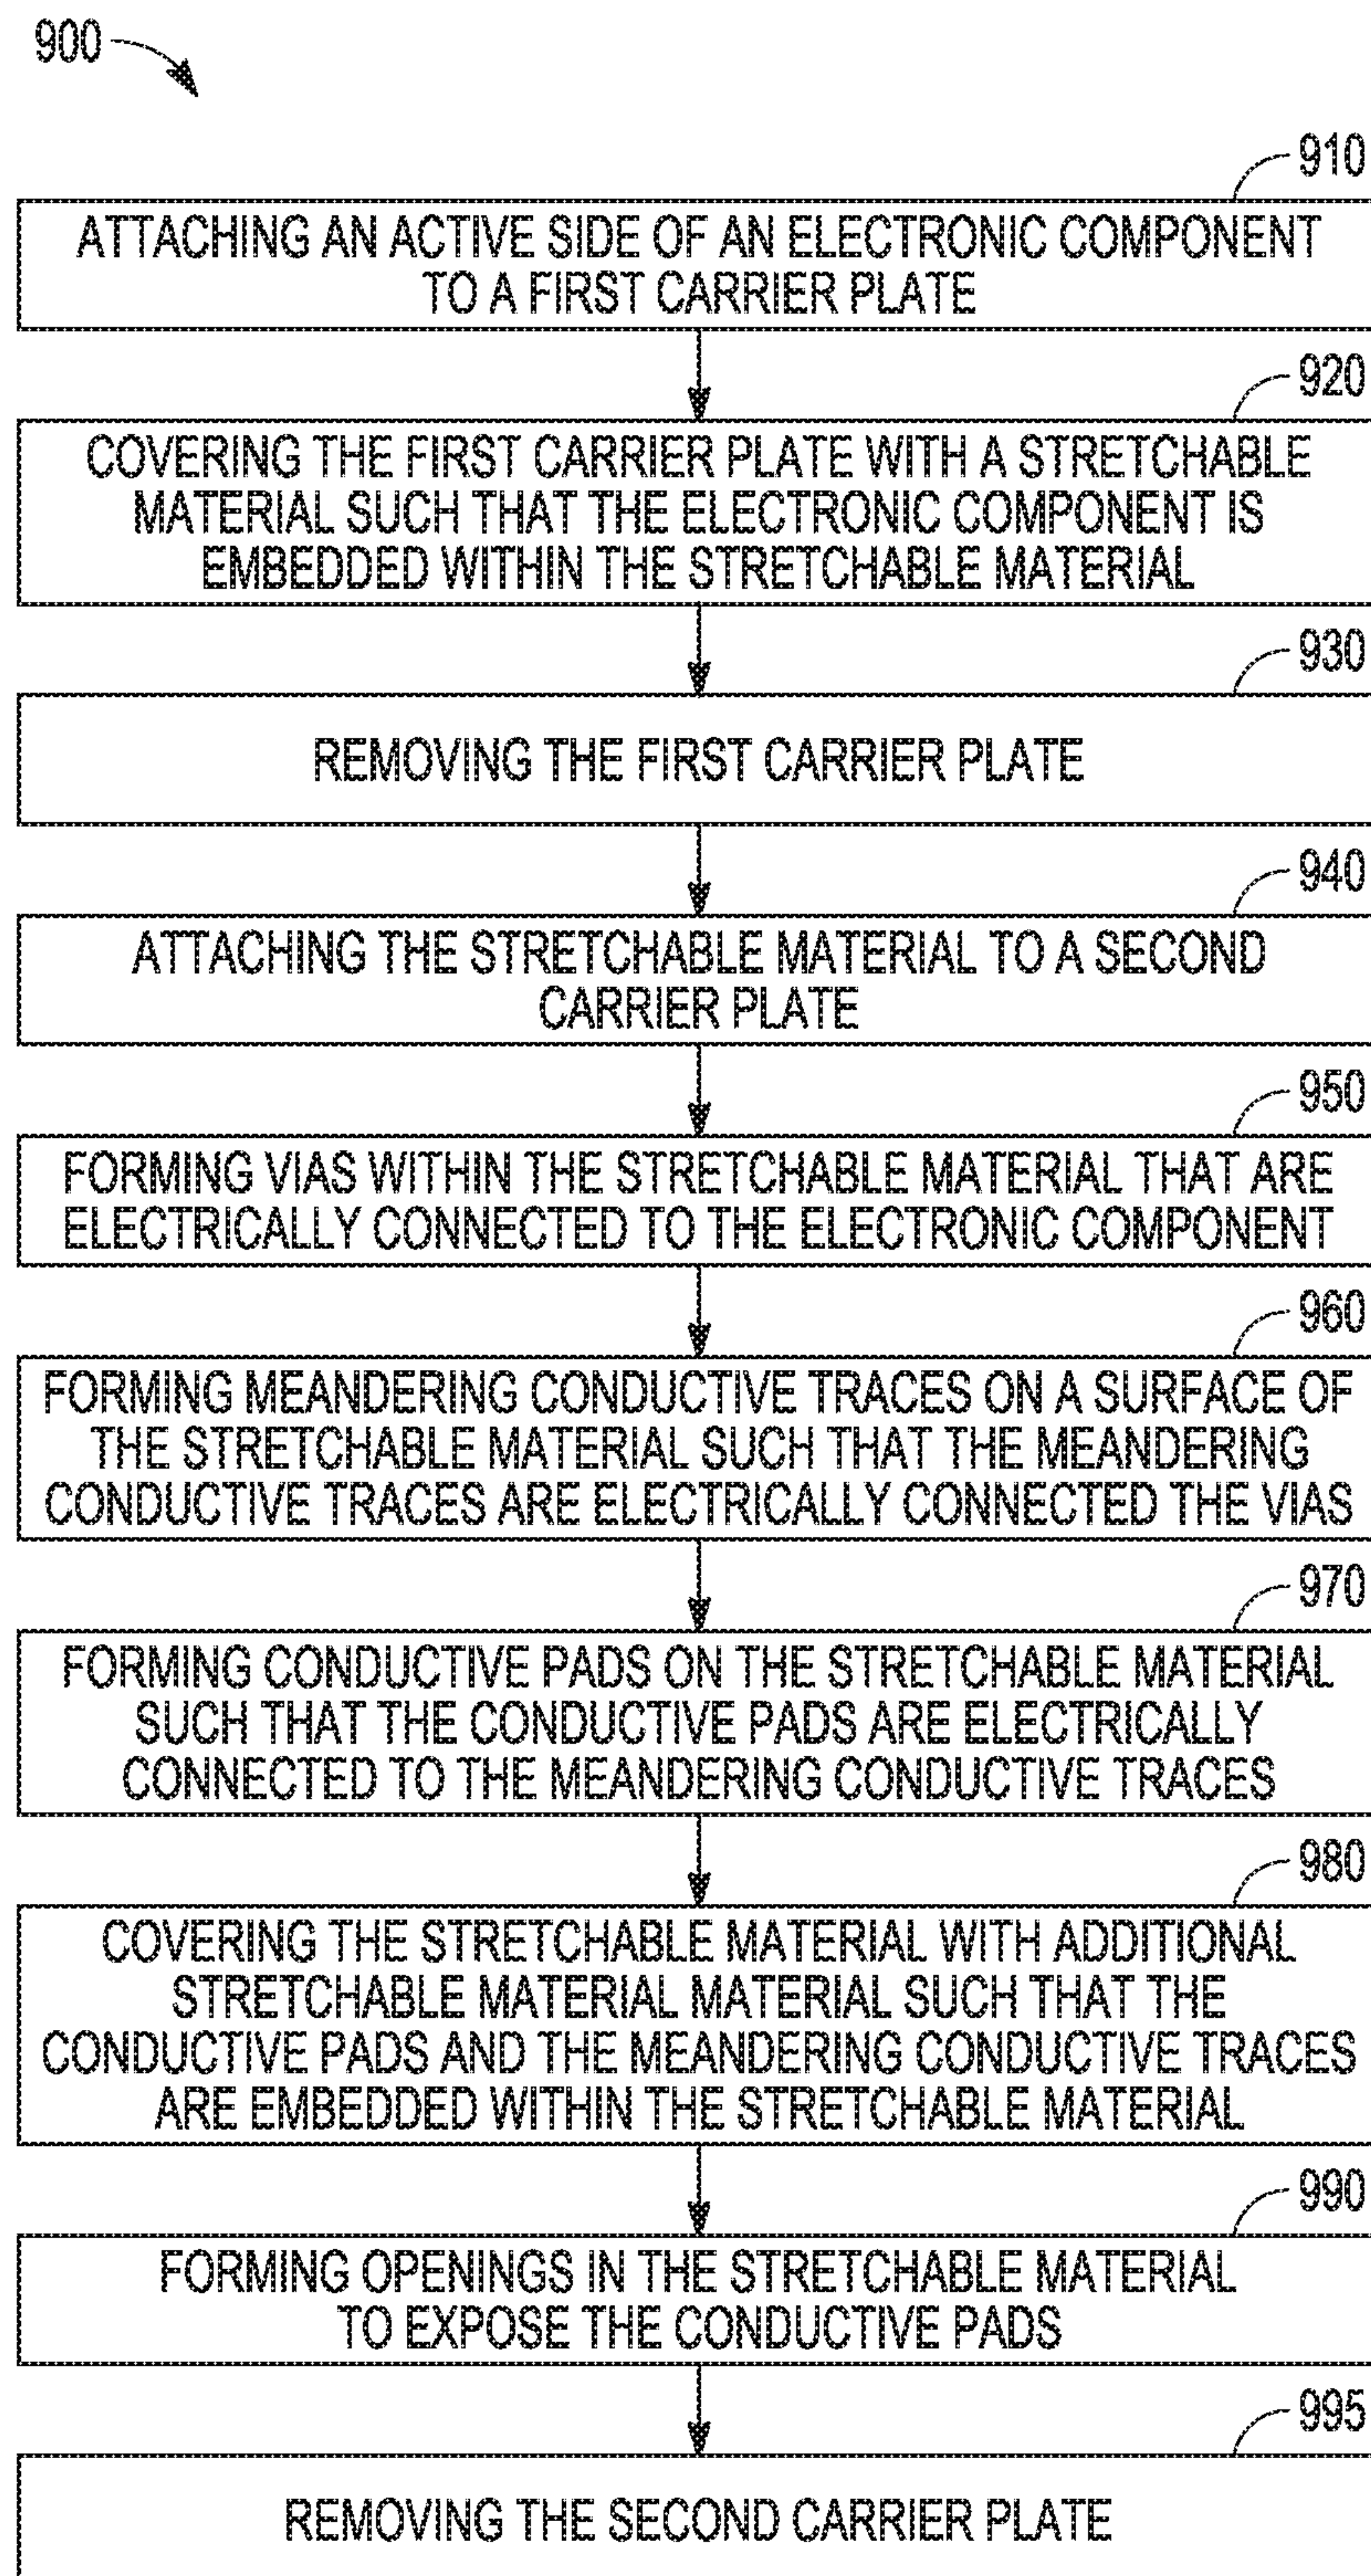 900
910
ATTACHING AN ACTIVE SIDE OF AN ELECTRONIC COMPONENT
TO A FIRST CARRIER PLATE
920
COVERING THE FIRST CARRIER PLATE WITH A STRETCHABLE
MATERIAL SUCH THAT THE ELECTRONIC COMPONENT IS
EMBEDDED WITHIN THE STRETCHABLE MATERIAL
930
REMOVING THE FIRST CARRIER PLATE
940
ATTACHING THE STRETCHABLE MATERIAL TO A SECOND
CARRIER PLATE
950
FORMING VIAS WITHIN THE STRETCHABLE MATERIAL THAT ARE
ELECTRICALLY CONNECTED TO THE ELECTRONIC COMPONENT
960
FORMING MEANDERING CONDUCTIVE TRACES ON A SURFACE OF
THE STRETCHABLE MATERIAL SUCH THAT THE MEANDERING
CONDUCTIVE TRACES ARE ELECTRICALLY CONNECTED THE VIAS
970
FORMING CONDUCTIVE PADS ON THE STRETCHABLE MATERIAL
SUCH THAT THE CONDUCTIVE PADS ARE ELECTRICALLY
CONNECTED TO THE MEANDERING CONDUCTIVE TRACES
980
COVERING THE STRETCHABLE MATERIAL WITH ADDITIONAL
STRETCHABLE MATERIAL MATERIAL SUCH THAT THE
CONDUCTIVE PADS AND THE MEANDERING CONDUCTIVE TRACES
ARE EMBEDDED WITHIN THE STRETCHABLE MATERIAL
990
FORMING OPENINGS IN THE STRETCHABLE MATERIAL
TO EXPOSE THE CONDUCTIVE PADS
995
REMOVING THE SECOND CARRIER PLATE